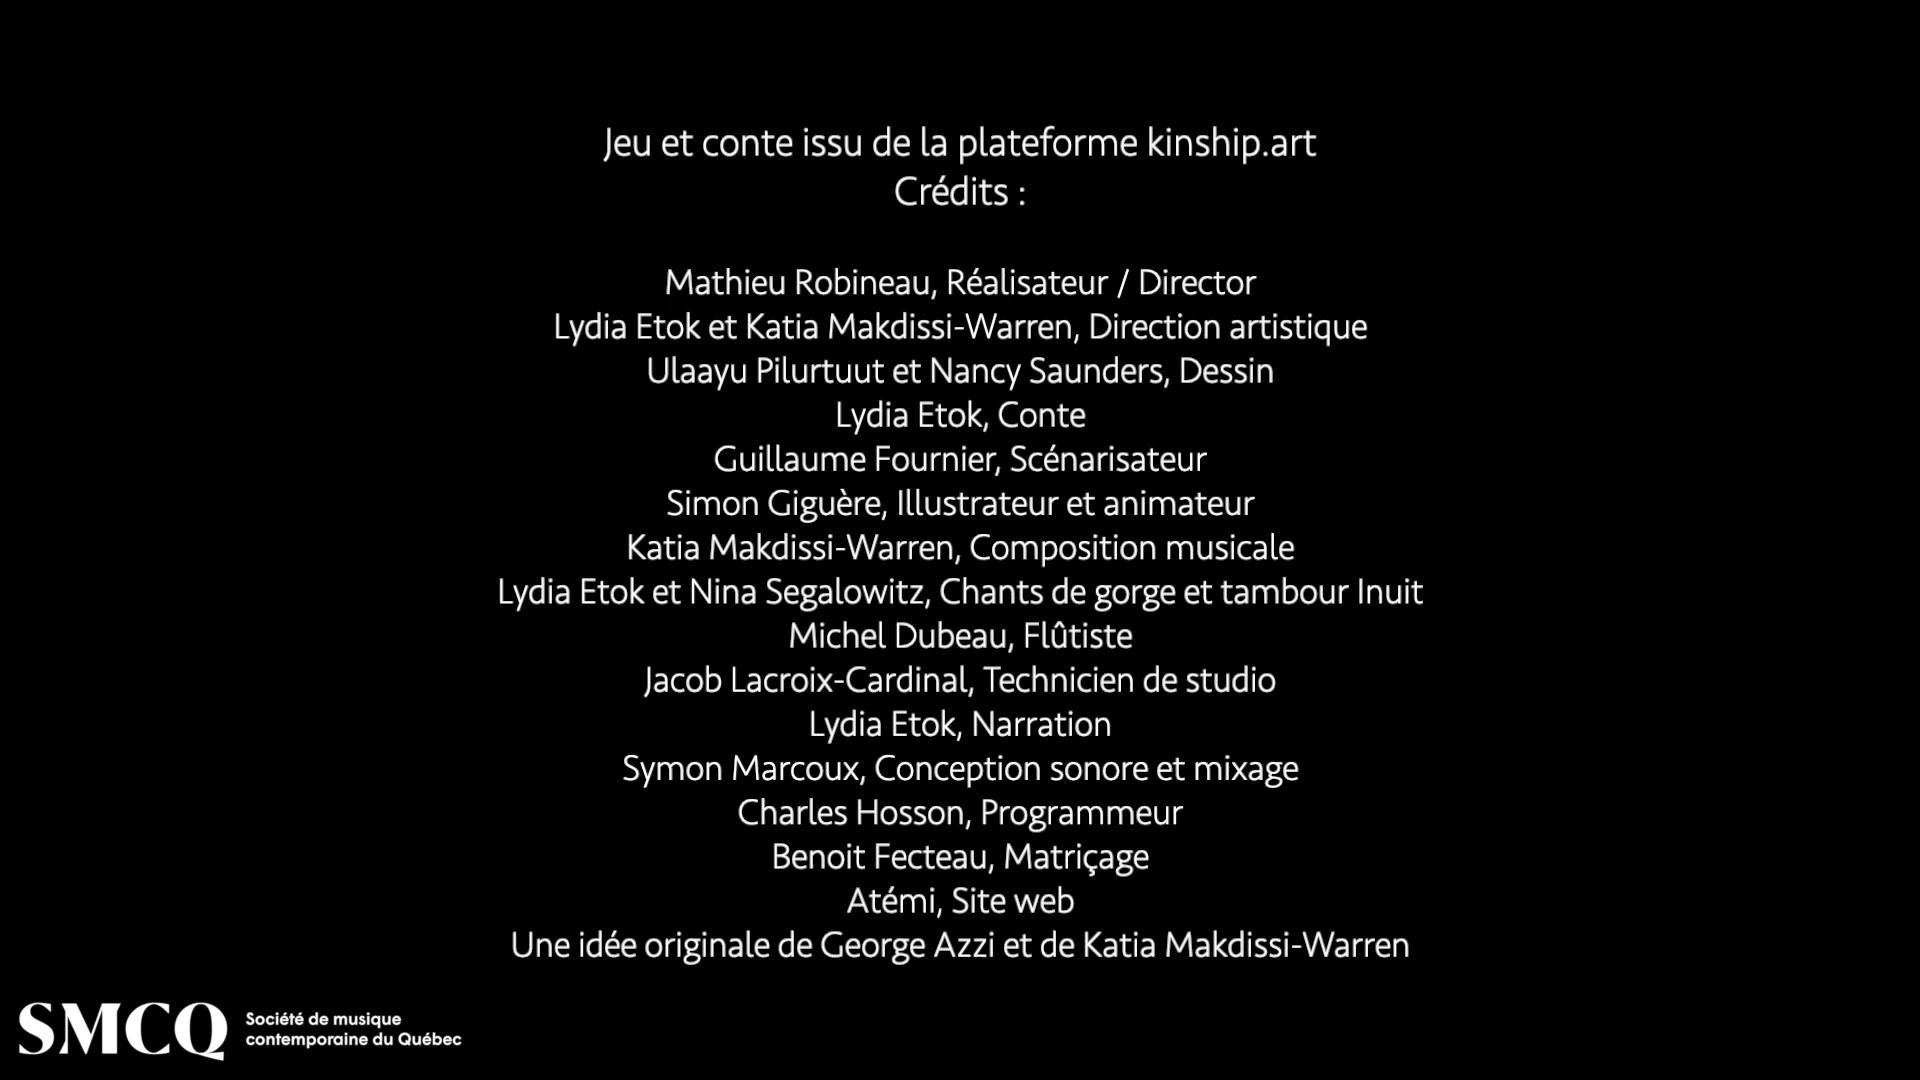 Jeu et conte issu de la plateforme kinship.art
Crédits :
Mathieu Robineau, Réalisateur / Director
Lydia Etok et Katia Makdissi-Warren, Direction artistique
Ulaayu Pilurtuut et Nancy Saunders, Dessin
Lydia Etok, Conte
Guillaume Fournier, Scénarisateur
Simon Giguère, Illustrateur et animateur
Katia Makdissi-Warren, Composition musicale
Lydia Etok et Nina Segalowitz, Chants de gorge et tambour Inuit
Michel Dubeau, Flûtiste
Jacob Lacroix-Cardinal, Technicien de studio
Lydia Etok, Narration
Symon Marcoux, Conception sonore et mixage
Charles Hosson, Programmeur
Benoit Fecteau, Matriçage
Atémi, Site web
Une idée originale de George Azzi et de Katia Makdissi-Warren
SMCQ
Société de musique
contemporaine du Québec